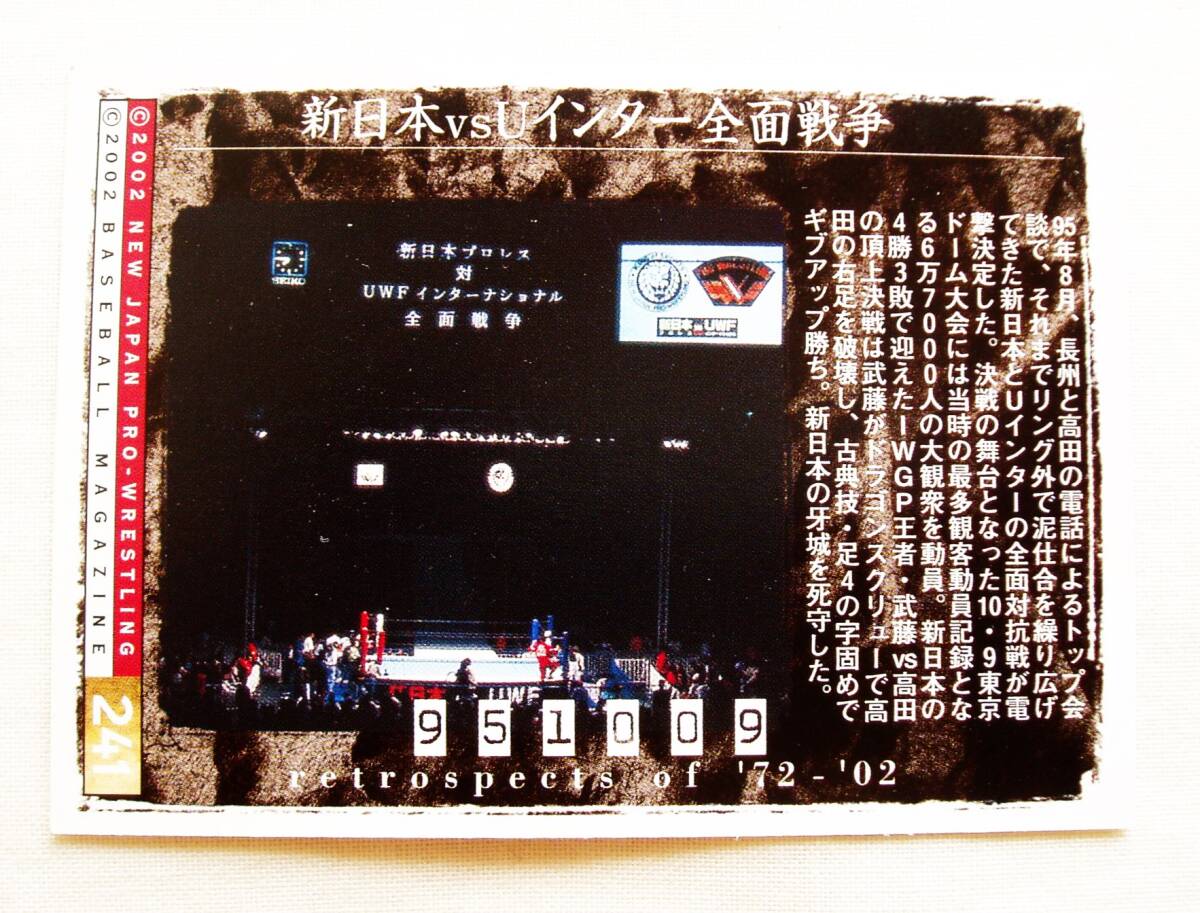 新日本vsUインター全面戦争
95年8月、長州と高田の電話によるトップ会
談で、それまでリング外で泥仕合を繰り広げ
てきた新日本とUインターの全面対抗戦が電
撃決定した。決戦の舞台となった10・9東京
ドーム大会には当時の最多観客動員記録とな
る6万7000人の大観衆を動員。新日本の
4勝3敗で迎えたIWGP王者・武藤vs高田
の頂上決戦は武藤がドラゴンスクリューで高
田の右足を破壊し、古典技・足4の字固めで
ギブアップ勝ち。新日本の牙城を死守した。
SEIKO
新日本プロレス
対
UWFインターナショナル
全面戦争
新日本 UWF
新日本 UWF
951009
retrospects of '72-'02
©2002 NEW JAPAN PRO-WRESTLING
©2002 BASEBALL MAGAZINE
241